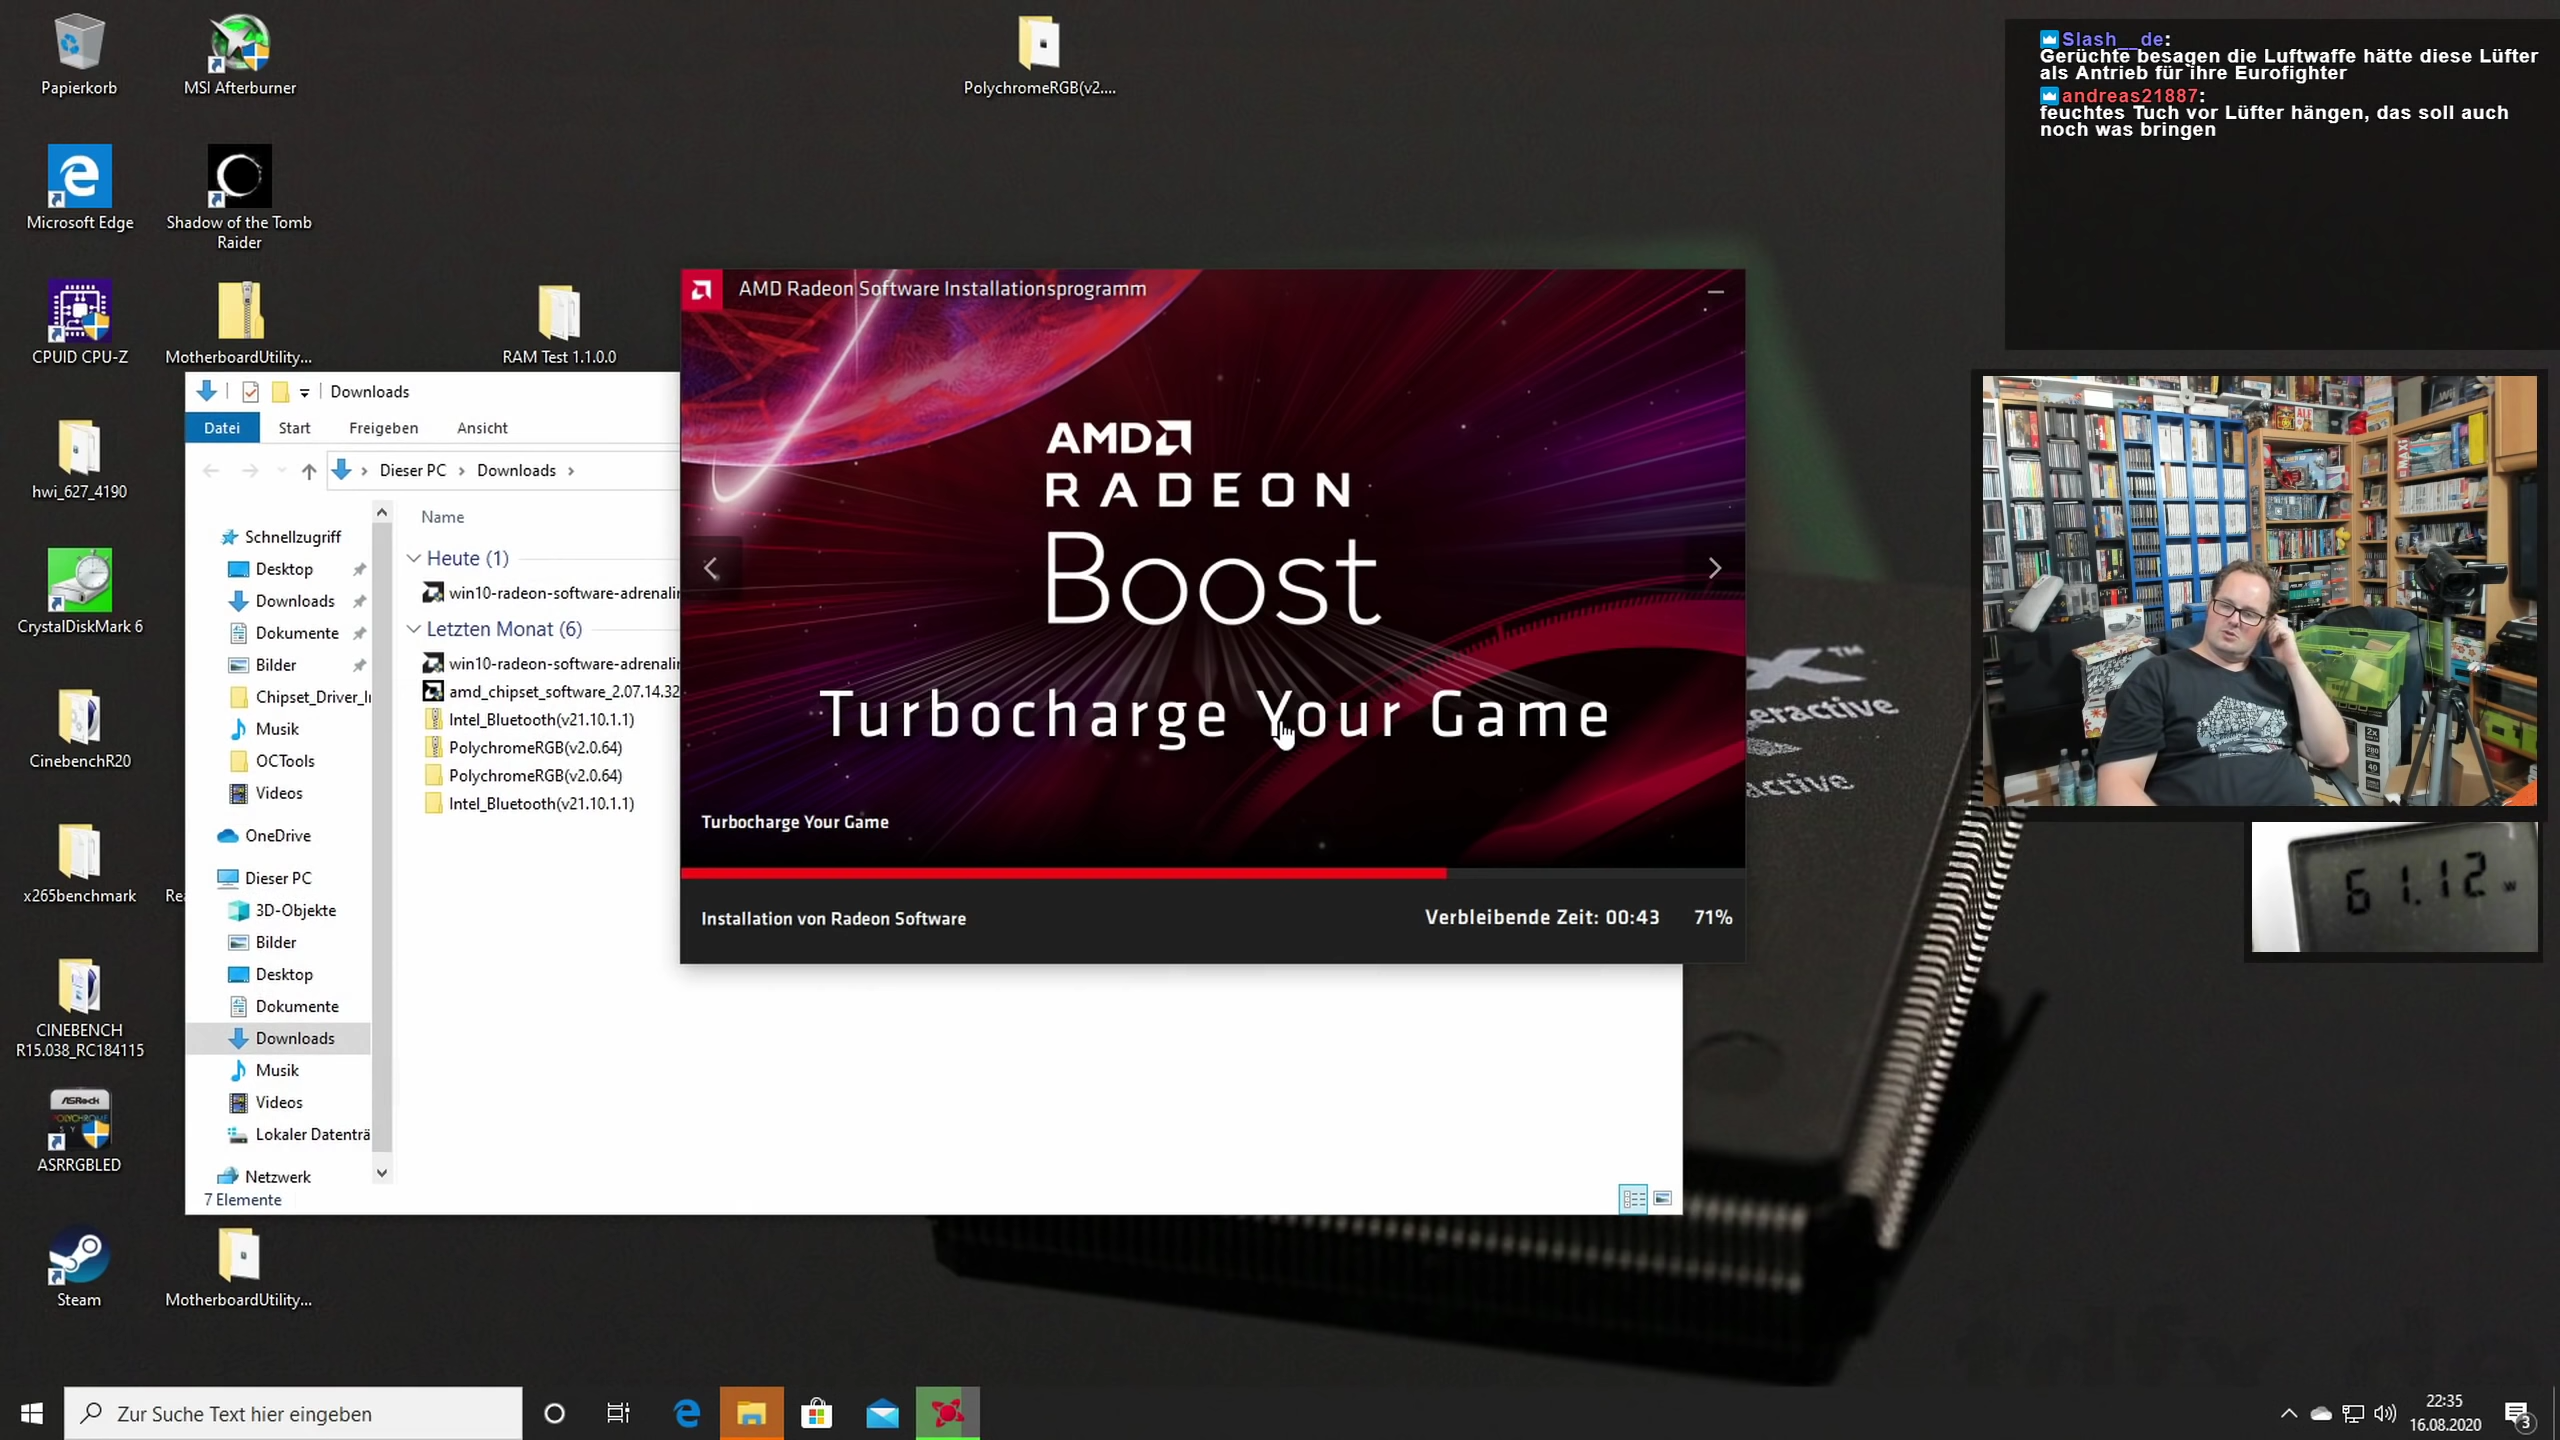 Papierkorb
MSI Afterburner
PolychromeRGB(v2....
Microsoft Edge
Shadow of the Tomb
Raider
CPUID CPU-Z
MotherboardUtility...
RAM Test 1.1.0.0
hwi_627_4190
CrystalDiskMark 6
CinebenchR20
x265benchmark
Rea
CINEBENCH
R15.038_RC184115
ASRock
ASRRGBLED
Steam
MotherboardUtility...
Downloads
Datei
Start
Freigeben
Ansicht
Dieser PC
Downloads
Schnellzugriff
Desktop
Downloads
Dokumente
Bilder
Chipset_Driver_I
Musik
OCTools
Videos
OneDrive
Dieser PC
3D-Objekte
Bilder
Desktop
Dokumente
Downloads
Musik
Videos
Lokaler Datenträ
Netzwerk
7 Elemente
Name
Heute (1)
win10-radeon-software-adrenalin
Letzten Monat (6)
win10-radeon-software-adrenalin
amd_chipset_software_2.07.14.32
Intel_Bluetooth(v21.10.1.1)
PolychromeRGB(v2.0.64)
PolychromeRGB(v2.0.64)
Intel_Bluetooth(v21.10.1.1)
AMD Radeon Software Installationsprogramm
AMD
RADEON
Boost
Turbocharge Your Game
Turbocharge Your Game
Installation von Radeon Software
Verbleibende Zeit: 00:43
71%
Slash__de:
Gerüchte besagen die Luftwaffe hätte diese Lüfter
als Antrieb für ihre Eurofighter
andreas21887:
feuchtes Tuch vor Lüfter hängen, das soll auch
noch was bringen
61.12 W
Zur Suche Text hier eingeben
22:35
16.08.2020
3